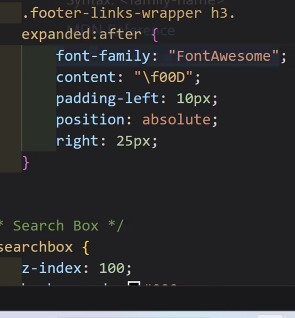 .footer-links-wrapper h3.
expanded:after {
font-family: "FontAwesome";
content: "\f00D";
padding-left: 10px;
position: absolute;
right: 25px;
}
* Search Box */
searchbox {
z-index: 100;